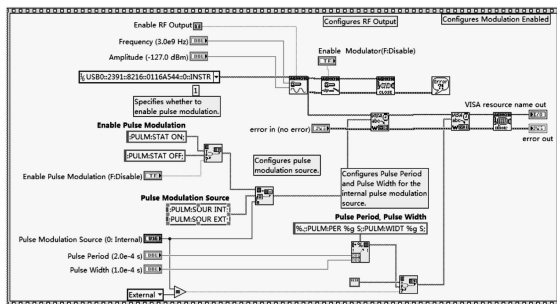 Enable RF Output
Configures RF Output
Configures Modulation Enabled
Frequency (3.0e9 Hz)
Amplitude (-127.0 dBm)
Enable Modulator(F:Disable)
USB0::2391::8216::0116A544::0::INSTR
1
Specifies whether to
enable pulse modulation.
CLOSE
Error
VISA resource name out
error in (no error)
error out
Enable Pulse Modulation
:PULM:STAT ON;
:PULM:STAT OFF;
Enable Pulse Modulation (F:Disable)
Configures pulse
modulation source.
Configures Pulse Period
and Pulse Width for the
internal pulse modulation
source.
Pulse Modulation Source
:PULM:SOUR INT;
:PULM:SOUR EXT;
Pulse Period, Pulse Width
%.;:PULM:PER %g S;:PULM:WIDT %g S;
Pulse Modulation Source (0: Internal)
U16
Pulse Period (2.0e-4 s)
DBL
Pulse Width (1.0e-4 s)
DBL
External